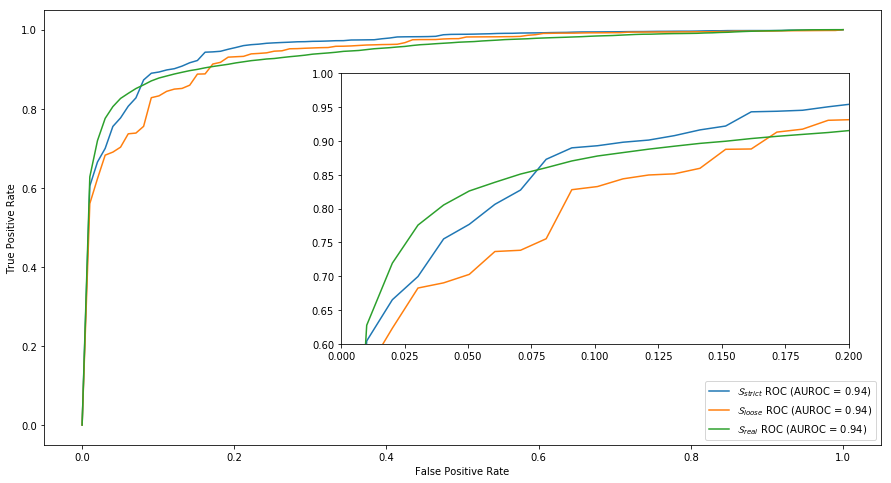 1.0
0.8
0.6
0.4
0.2
0.0
True Positive Rate
1.00
0.95
0.90
0.85
0.80
0.75
0.70
0.65
0.60
0.000 0.025 0.050 0.075 0.100 0.125 0.150 0.175 0.200
𝒮strict ROC (AUROC = 0.94)
𝒮loose ROC (AUROC = 0.94)
𝒮real ROC (AUROC = 0.94)
0.0 0.2 0.4 0.6 0.8 1.0
False Positive Rate